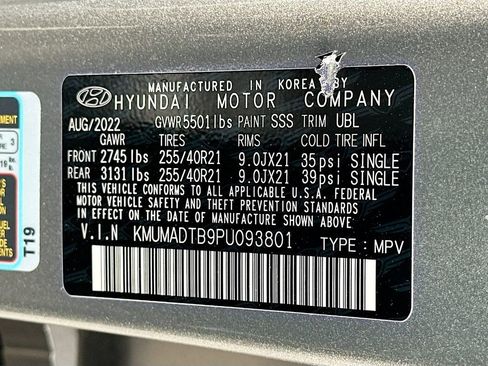 MANUFACTURED IN KOREA BY
HYUNDAI MOTOR COMPANY
AUG/2022 GVWR 5501lbs PAINT SSS TRIM UBL
GAWR TIRES RIMS COLD TIRE INFL
FRONT 2745 lbs 255/40R21 9.0JX21 35psi SINGLE
REAR 3131 lbs 255/40R21 9.0JX21 39psi SINGLE
THIS VEHICLE CONFORMS TO ALL APPLICABLE U.S.A. FEDERAL
MOTOR VEHICLE SAFETY AND THEFT PREVENTION STANDARDS
IN EFFECT ON THE DATE OF MANUFACTURE SHOWN ABOVE.
V.I.N KMUMADTB9PU093801 TYPE : MPV
T19